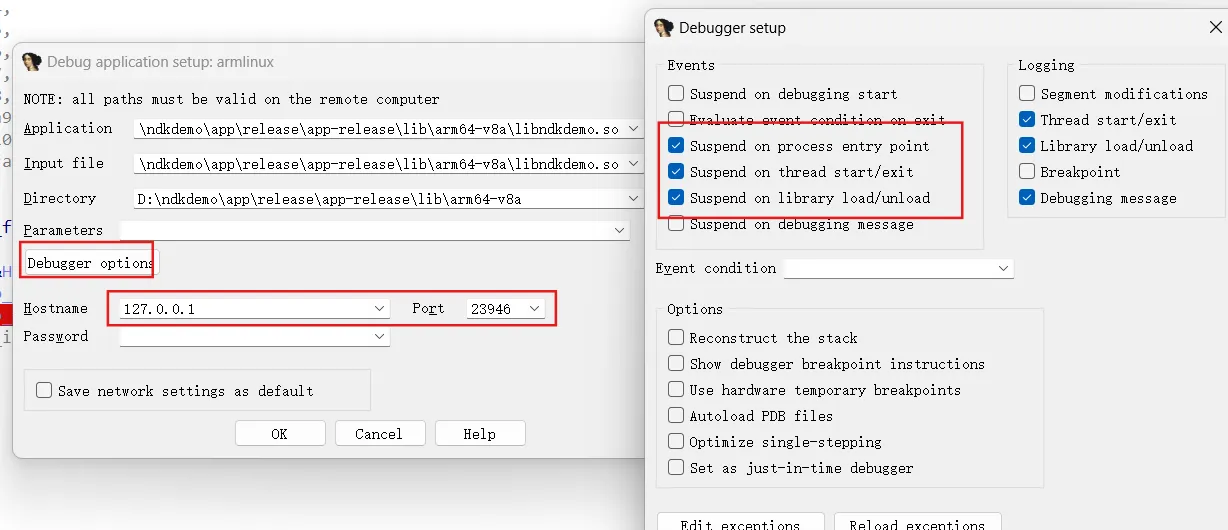 Debug application setup: armlinux
NOTE: all paths must be valid on the remote computer
Application \ndkdemo\app\release\app-release\lib\arm64-v8a\libndkdemo.so
Input file \ndkdemo\app\release\app-release\lib\arm64-v8a\libndkdemo.so
Directory D:\ndkdemo\app\release\app-release\lib\arm64-v8a
Parameters
Debugger options
Hostname 127.0.0.1 Port 23946
Password
Save network settings as default
OK Cancel Help
Debugger setup
Events
Suspend on debugging start
Evaluate event condition on exit
Suspend on process entry point
Suspend on thread start/exit
Suspend on library load/unload
Suspend on debugging message
Logging
Segment modifications
Thread start/exit
Library load/unload
Breakpoint
Debugging message
Event condition
Options
Reconstruct the stack
Show debugger breakpoint instructions
Use hardware temporary breakpoints
Autoload PDB files
Optimize single-stepping
Set as just-in-time debugger
Edit exceptions Reload exceptions